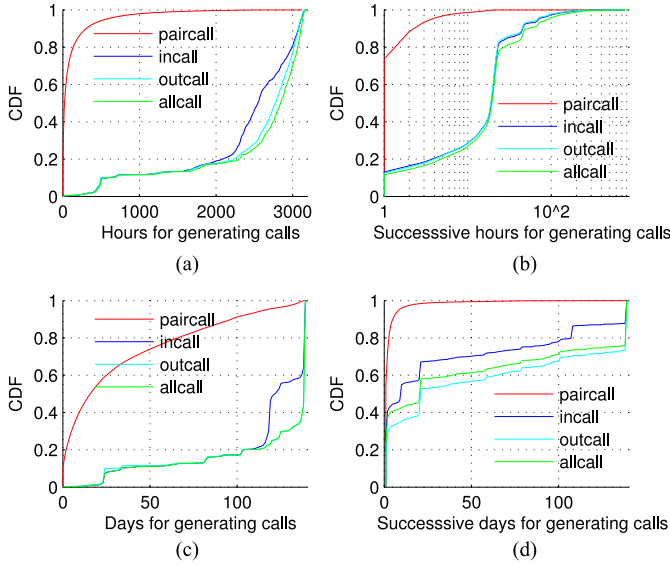 1
0.8
0.6
0.4
0.2
0
CDF
paircall
incall
outcall
allcall
0 1000 2000 3000
Hours for generating calls
(a)
1
0.8
0.6
0.4
0.2
0
CDF
paircall
incall
outcall
allcall
1 10^2
Successsive hours for generating calls
(b)
1
0.8
0.6
0.4
0.2
0
CDF
paircall
incall
outcall
allcall
0 50 100
Days for generating calls
(c)
1
0.8
0.6
0.4
0.2
0
CDF
paircall
incall
outcall
allcall
0 50 100
Successsive days for generating calls
(d)